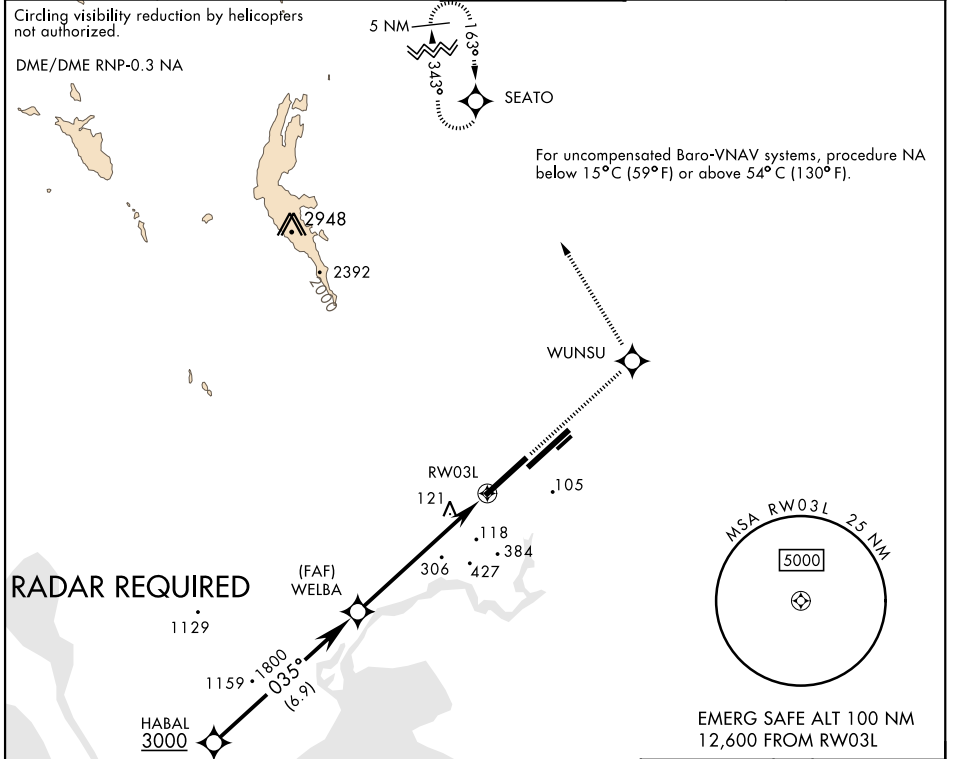 Circling visibility reduction by helicopters
not authorized.
DME/DME RNP-0.3 NA
5 NM
163°
343°
SEATO
For uncompensated Baro-VNAV systems, procedure NA
below 15°C (59°F) or above 54°C (130°F).
2948
2392
2000
WUNSU
RW03L
121
105
118
384
306
427
(FAF)
WELBA
RADAR REQUIRED
1129
1159
1800
035°
(6.9)
HABAL
3000
MSA RW03L 25 NM
5000
EMERG SAFE ALT 100 NM
12,600 FROM RW03L